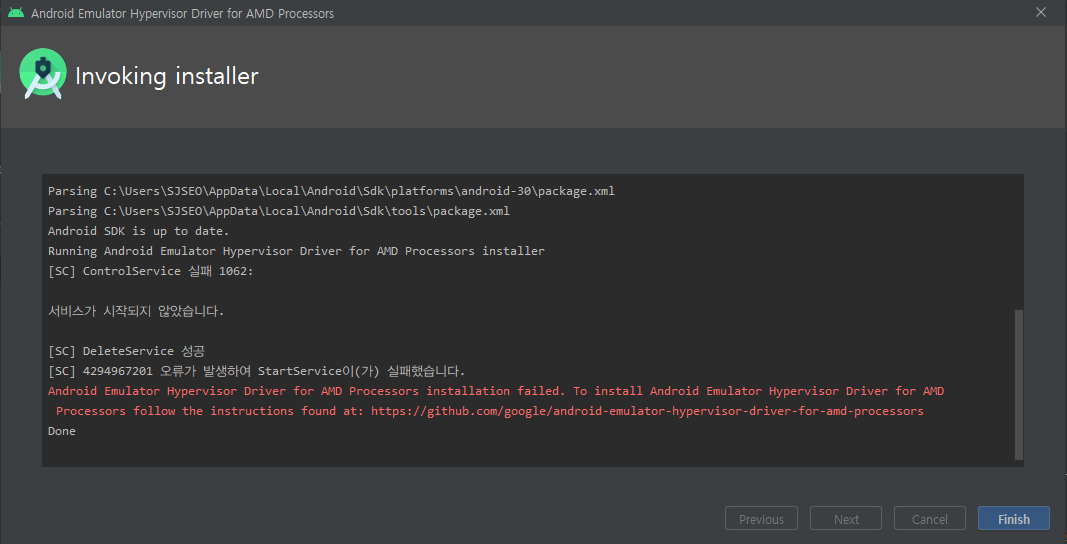 Android Emulator Hypervisor Driver for AMD Processors
Invoking installer
Parsing C:\Users\SJSEO\AppData\Local\Android\Sdk\platforms\android-30\package.xml
Parsing C:\Users\SJSEO\AppData\Local\Android\Sdk\tools\package.xml
Android SDK is up to date.
Running Android Emulator Hypervisor Driver for AMD Processors installer
[SC] ControlService 실패 1062:
서비스가 시작되지 않았습니다.
[SC] DeleteService 성공
[SC] 4294967201 오류가 발생하여 StartService이(가) 실패했습니다.
Android Emulator Hypervisor Driver for AMD Processors installation failed. To install Android Emulator Hypervisor Driver for AMD
Processors follow the instructions found at: https://github.com/google/android-emulator-hypervisor-driver-for-amd-processors
Done
Previous Next Cancel Finish